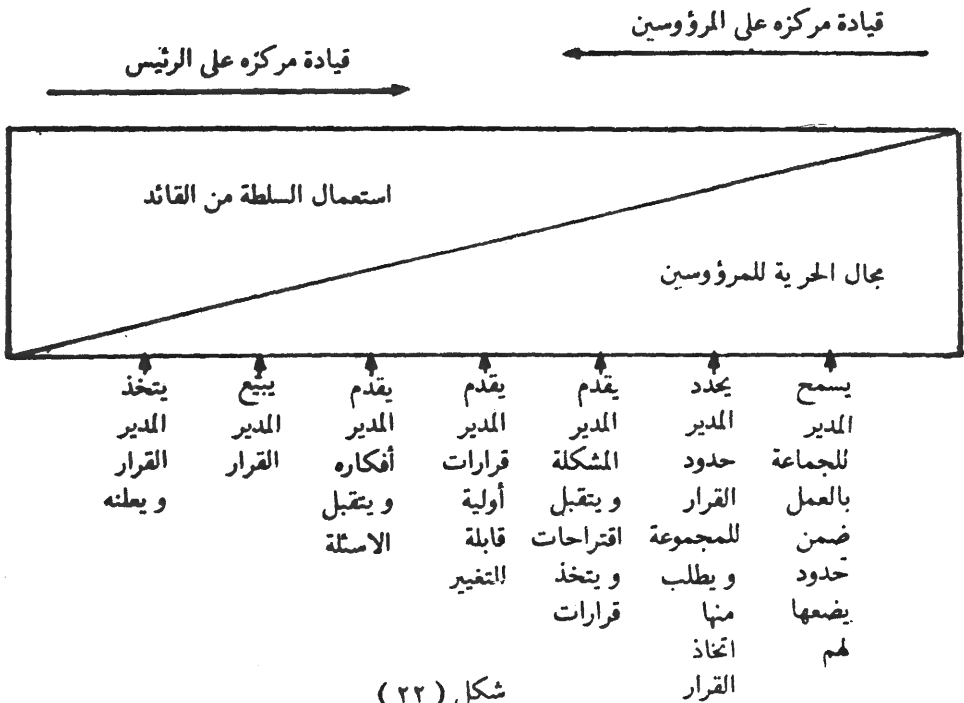 قيادة مركزه على المرؤوسين
قيادة مركزه على الرئيس
استعمال السلطة من القائد
مجال الحرية للمرؤوسين
يسمح
المدير
للجماعة
بالعمل
ضمن
حدود
يضعها
لهم
يحدد
المدير
حدود
القرار
للمجموعة
و يطلب
منها
اتخاذ
القرار
يقدم
المدير
المشكلة
و يتقبل
اقتراحات
و يتخذ
قرارات
يقدم
المدير
قرارات
أولية
قابلة
للتغيير
يقدم
المدير
أفكاره
و يتقبل
الاسئلة
يبيع
المدير
القرار
يتخذ
المدير
القرار
و يعلنه
شكل ( ٢٢ )